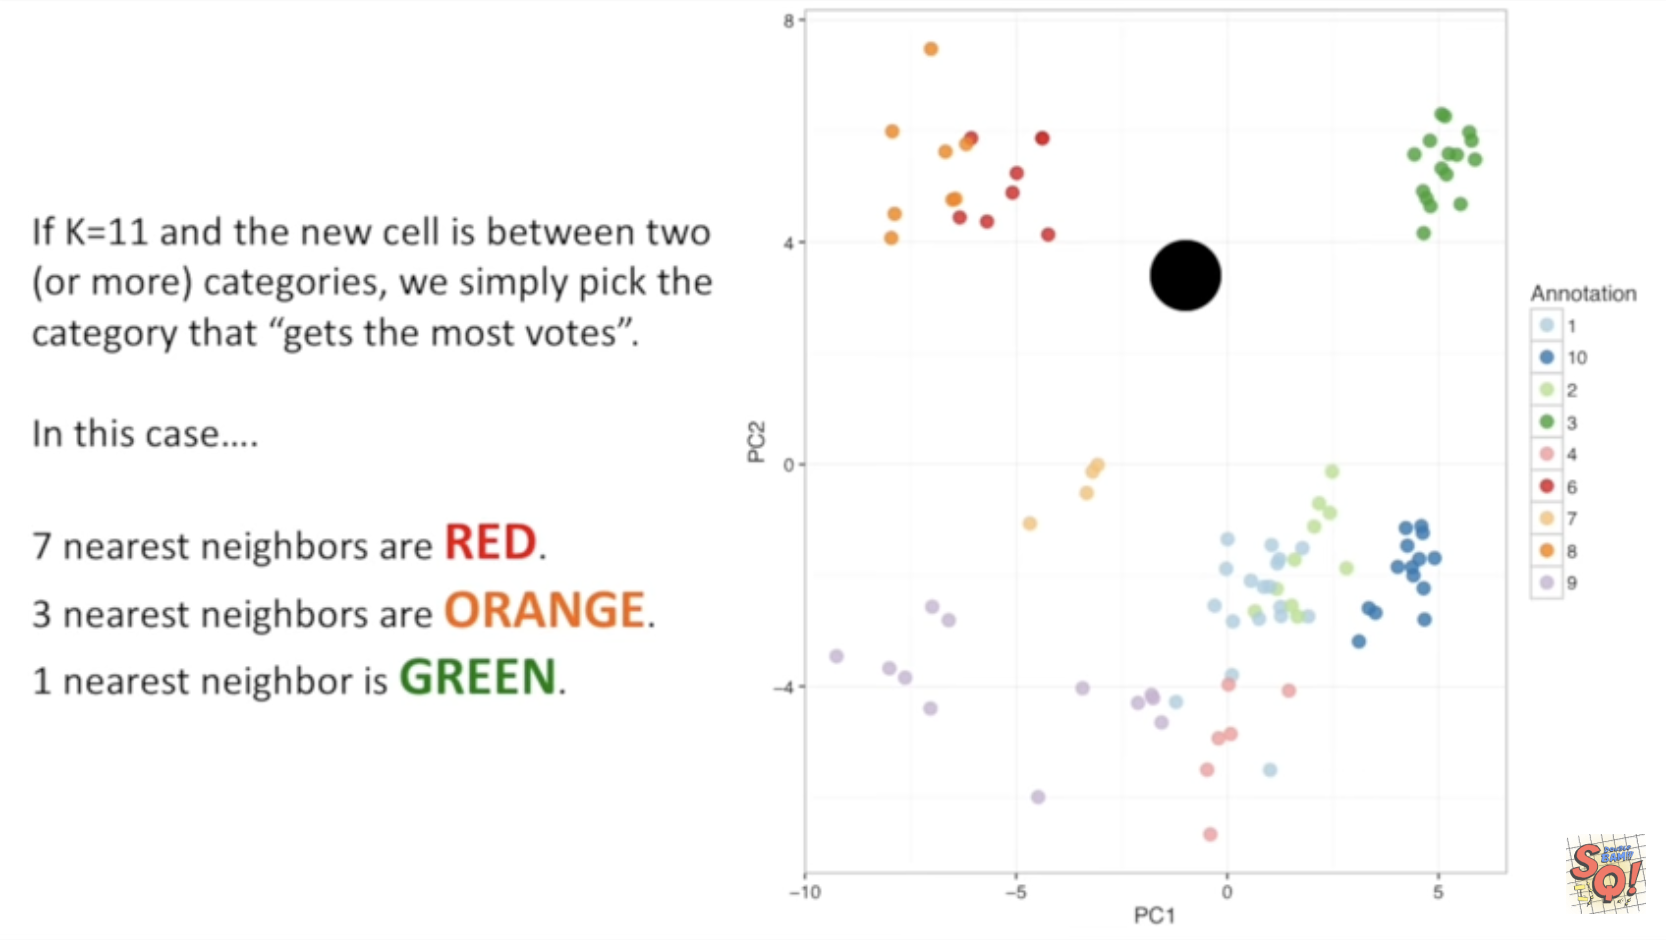 If K=11 and the new cell is between two
(or more) categories, we simply pick the
category that “gets the most votes”.
In this case....
7 nearest neighbors are RED.
3 nearest neighbors are ORANGE.
1 nearest neighbor is GREEN.
8
4
0
−4
PC2
−10
−5
0
5
PC1
Annotation
1
10
2
3
4
6
7
8
9
DOUBLE
BAM!!
SQ!